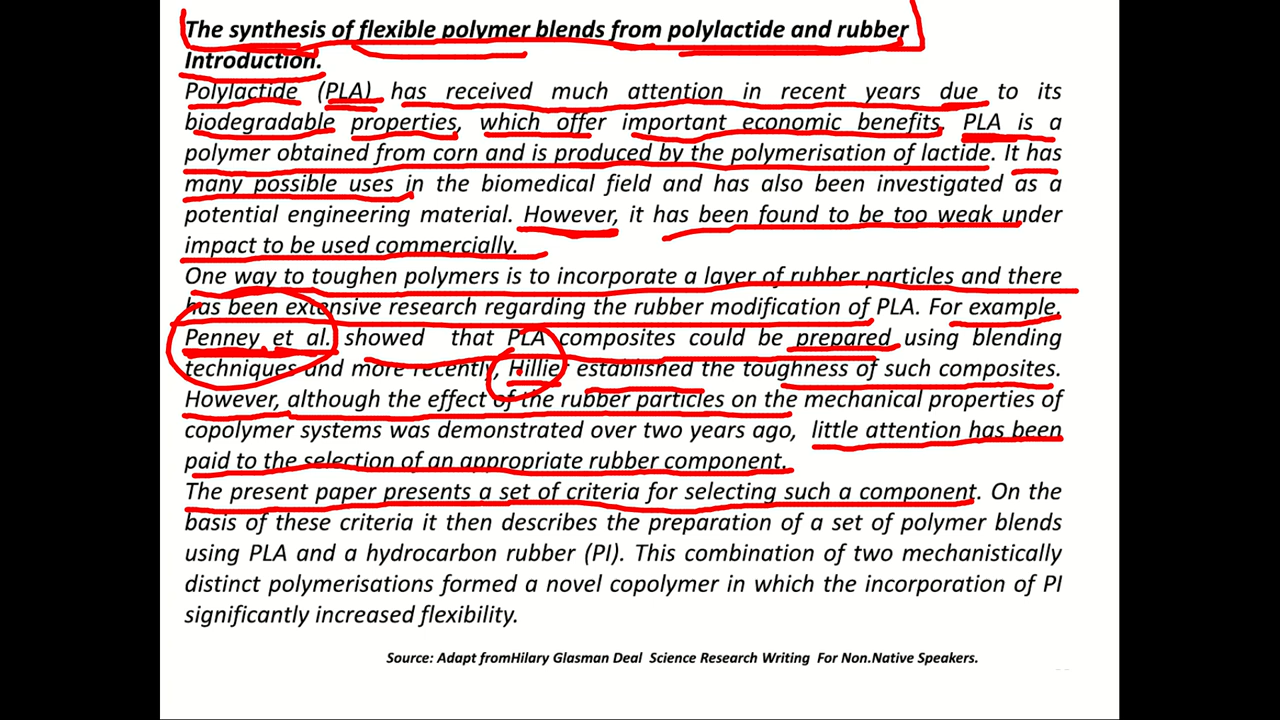 The synthesis of flexible polymer blends from polylactide and rubber
Introduction.
Polylactide (PLA) has received much attention in recent years due to its
biodegradable properties, which offer important economic benefits. PLA is a
polymer obtained from corn and is produced by the polymerisation of lactide. It has
many possible uses in the biomedical field and has also been investigated as a
potential engineering material. However, it has been found to be too weak under
impact to be used commercially.
One way to toughen polymers is to incorporate a layer of rubber particles and there
has been extensive research regarding the rubber modification of PLA. For example,
Penney et al. showed that PLA composites could be prepared using blending
techniques and more recently, Hillier established the toughness of such composites.
However, although the effect of the rubber particles on the mechanical properties of
copolymer systems was demonstrated over two years ago, little attention has been
paid to the selection of an appropriate rubber component.
The present paper presents a set of criteria for selecting such a component. On the
basis of these criteria it then describes the preparation of a set of polymer blends
using PLA and a hydrocarbon rubber (PI). This combination of two mechanistically
distinct polymerisations formed a novel copolymer in which the incorporation of PI
significantly increased flexibility.
Source: Adapt fromHilary Glasman Deal Science Research Writing For Non.Native Speakers.